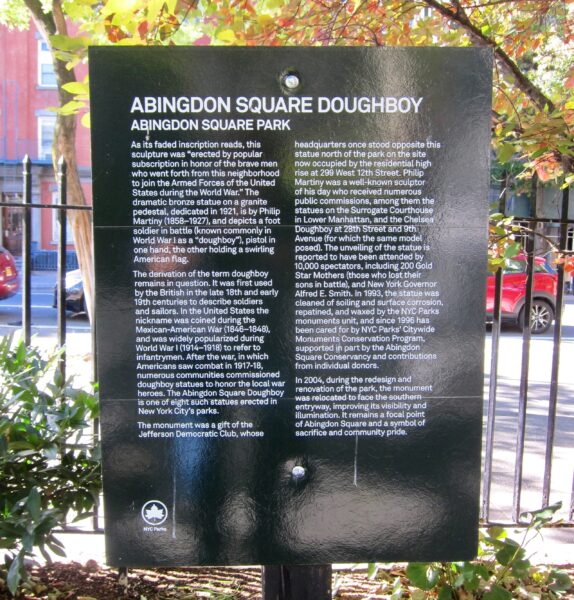 ABINGDON SQUARE DOUGHBOY
ABINGDON SQUARE PARK
As its faded inscription reads, this
sculpture was "erected by popular
subscription in honor of the brave men
who went forth from this neighborhood
to join the Armed Forces of the United
States during the World War." The
dramatic bronze statue on a granite
pedestal, dedicated in 1921, is by Philip
Martiny (1858–1927), and depicts a foot
soldier in battle (known commonly in
World War I as a "doughboy"), pistol in
one hand, the other holding a swirling
American flag.
The derivation of the term doughboy
remains in question. It was first used
by the British in the late 18th and early
19th centuries to describe soldiers
and sailors. In the United States the
nickname was coined during the
Mexican-American War (1846–1848),
and was widely popularized during
World War I (1914–1918) to refer to
infantrymen. After the war, in which
Americans saw combat in 1917-18,
numerous communities commissioned
doughboy statues to honor the local war
heroes. The Abingdon Square Doughboy
is one of eight such statues erected in
New York City's parks.
The monument was a gift of the
Jefferson Democratic Club, whose
headquarters once stood opposite this
statue north of the park on the site
now occupied by the residential high
rise at 299 West 12th Street. Philip
Martiny was a well-known sculptor
of his day who received numerous
public commissions, among them the
statues on the Surrogate Courthouse
in Lower Manhattan, and the Chelsea
Doughboy at 28th Street and 9th
Avenue (for which the same model
posed). The unveiling of the statue is
reported to have been attended by
10,000 spectators, including 200 Gold
Star Mothers (those who lost their
sons in battle), and New York Governor
Alfred E. Smith. In 1993, the statue was
cleaned of soiling and surface corrosion,
repatined, and waxed by the NYC Parks
monuments unit, and since 1996 has
been cared for by NYC Parks' Citywide
Monuments Conservation Program,
supported in part by the Abingdon
Square Conservancy and contributions
from individual donors.
In 2004, during the redesign and
renovation of the park, the monument
was relocated to face the southern
entryway, improving its visibility and
illumination. It remains a focal point
of Abingdon Square and a symbol of
sacrifice and community pride.
NYC Parks